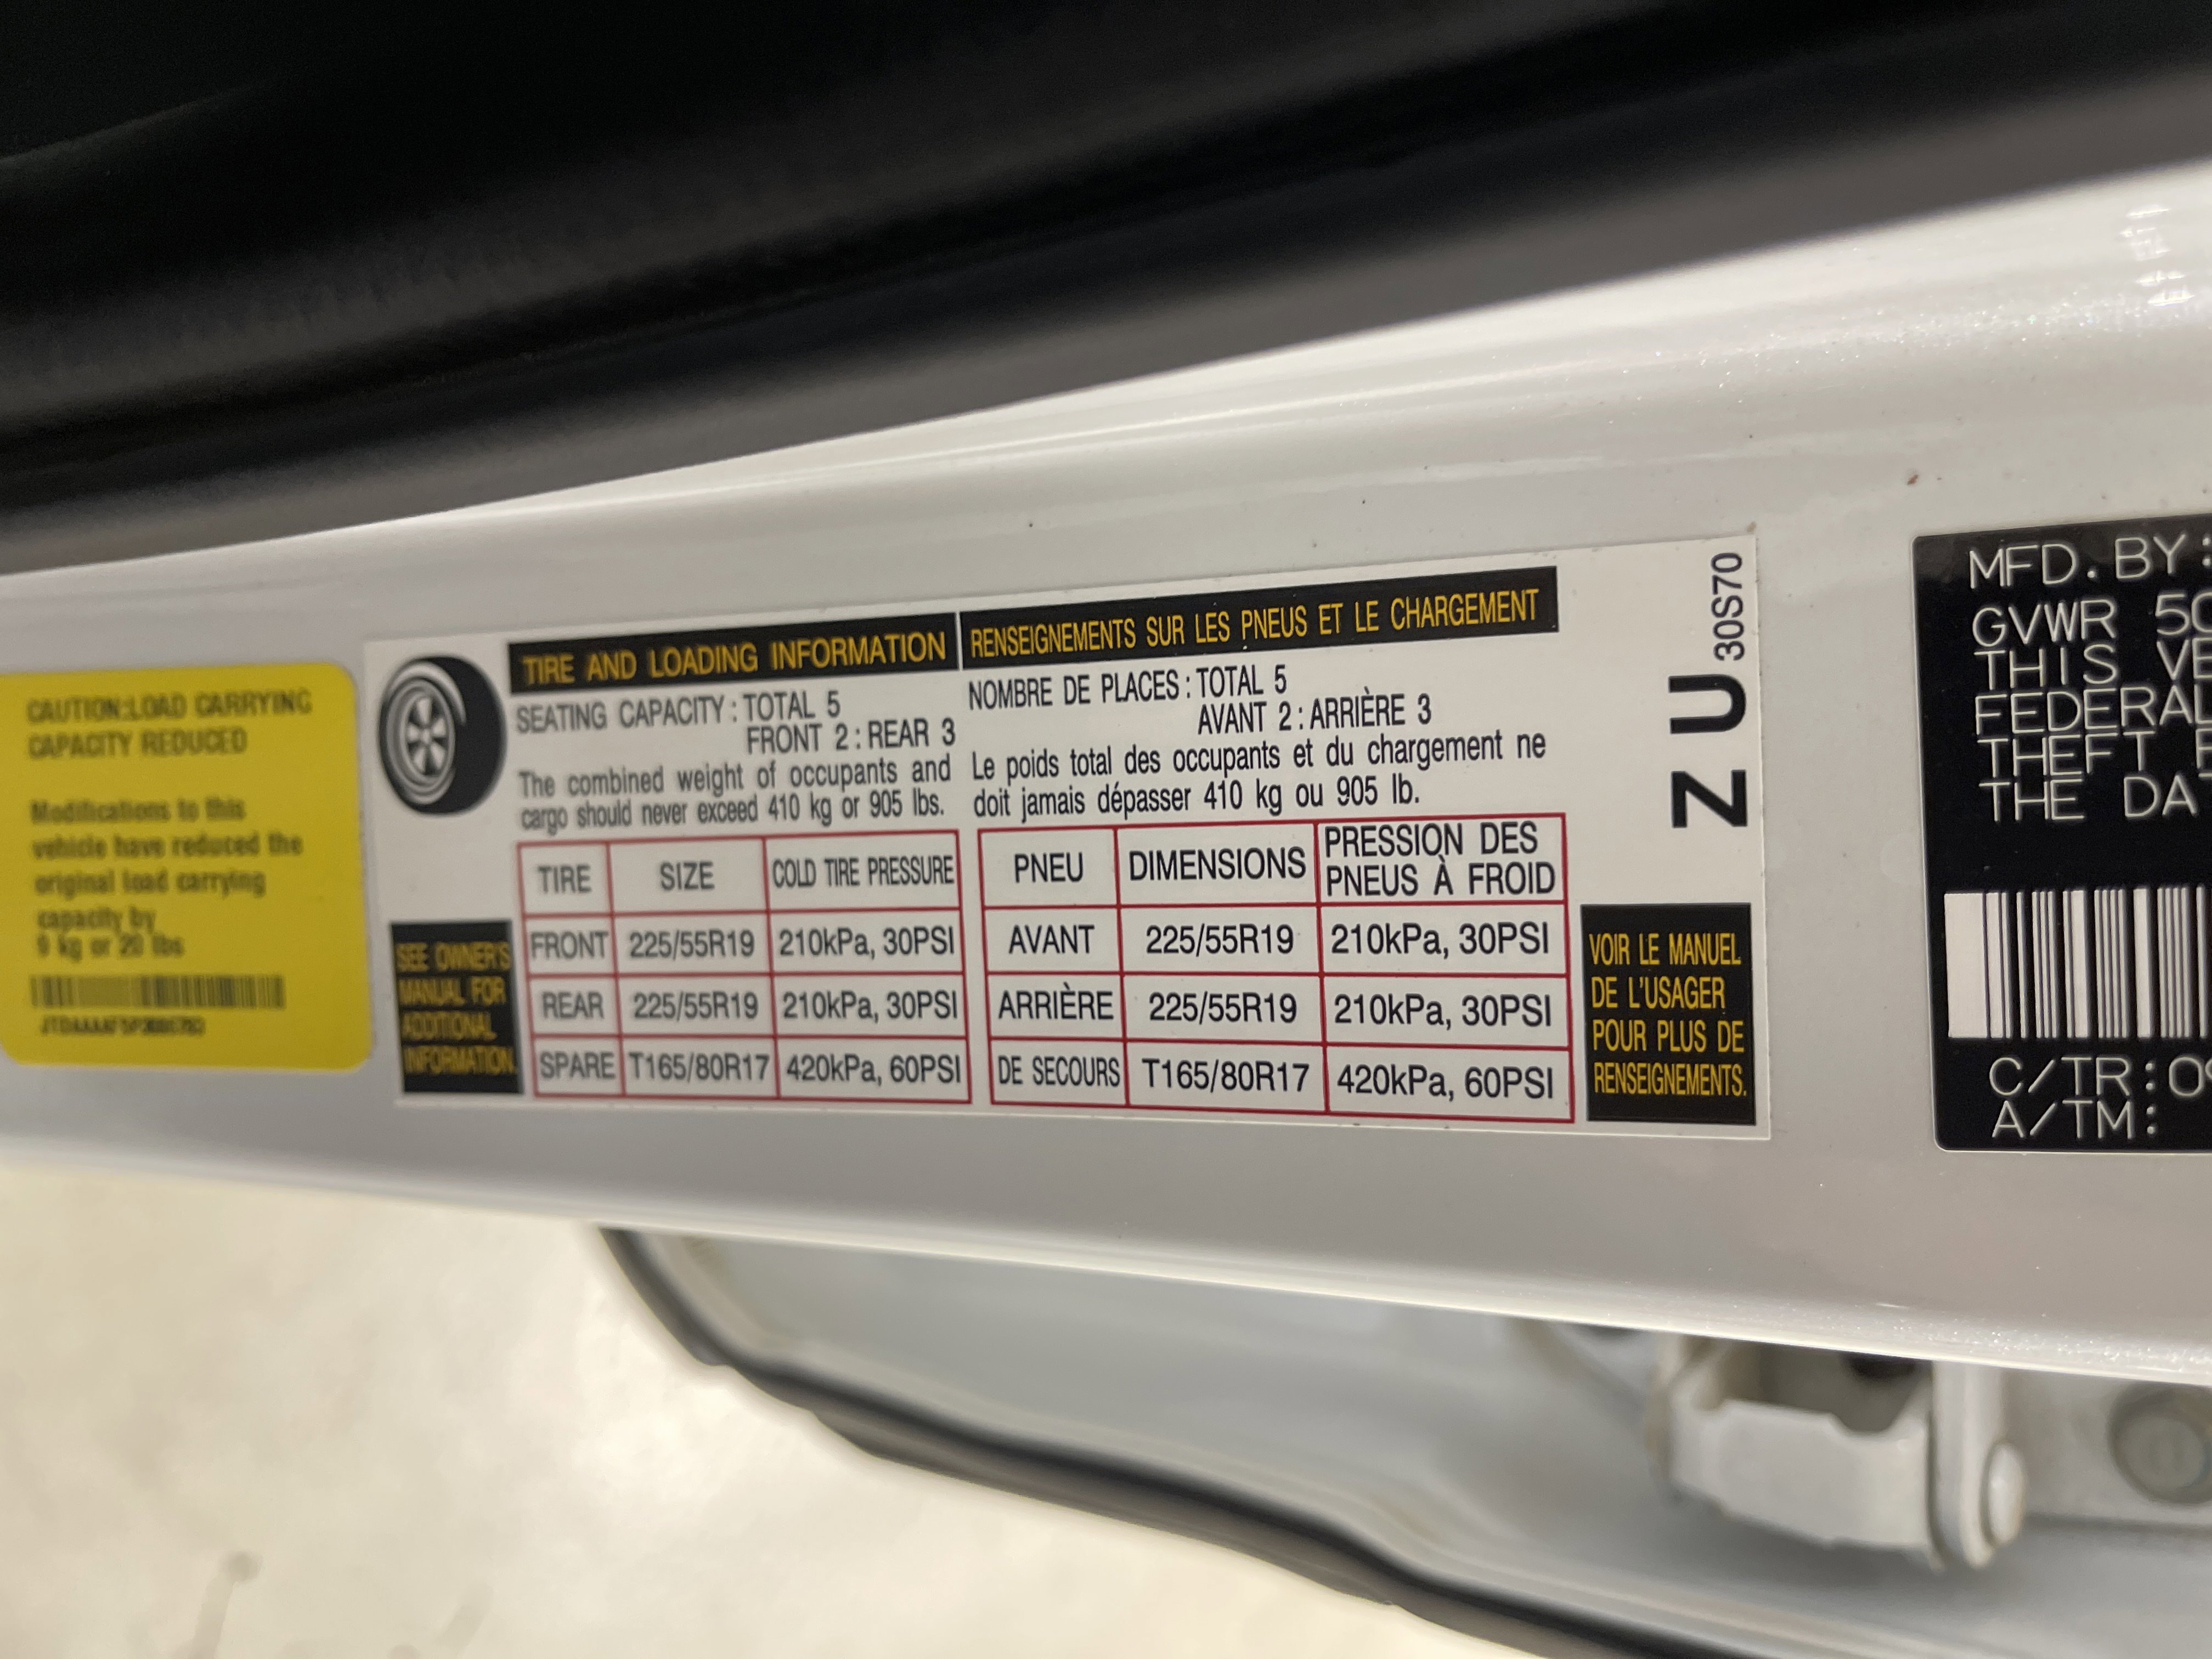 CAUTION:LOAD CARRYING
CAPACITY REDUCED
Modifications to this
vehicle have reduced the
original load carrying
capacity by
9 kg or 20 lbs
TIRE AND LOADING INFORMATION
SEATING CAPACITY : TOTAL 5
FRONT 2 : REAR 3
The combined weight of occupants and
cargo should never exceed 410 kg or 905 lbs.
TIRE SIZE COLD TIRE PRESSURE
FRONT 225/55R19 210kPa, 30PSI
REAR 225/55R19 210kPa, 30PSI
SPARE T165/80R17 420kPa, 60PSI
SEE OWNER'S
MANUAL FOR
ADDITIONAL
INFORMATION.
RENSEIGNEMENTS SUR LES PNEUS ET LE CHARGEMENT
NOMBRE DE PLACES : TOTAL 5
AVANT 2 : ARRIÈRE 3
Le poids total des occupants et du chargement ne
doit jamais dépasser 410 kg ou 905 lb.
PNEU DIMENSIONS PRESSION DES
PNEUS À FROID
AVANT 225/55R19 210kPa, 30PSI
ARRIÈRE 225/55R19 210kPa, 30PSI
DE SECOURS T165/80R17 420kPa, 60PSI
VOIR LE MANUEL
DE L'USAGER
POUR PLUS DE
RENSEIGNEMENTS.
Z U 30S70
MFD. BY:
GVWR 50
THIS VE
FEDERAL
THEFT
THE DA
C/TR:09
A/TM: